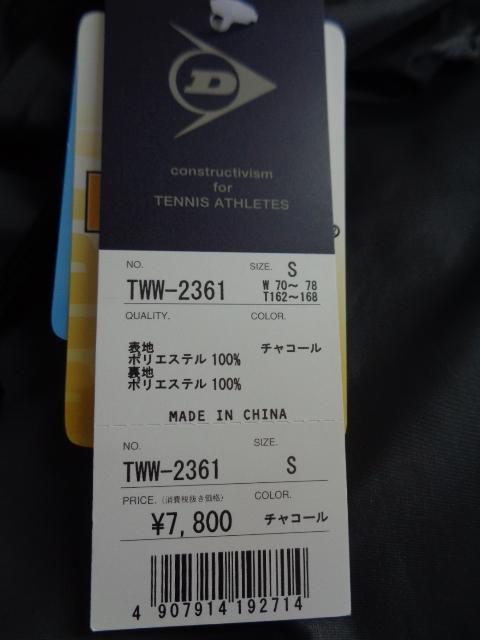 D
constructivism
for
TENNIS ATHLETES
NO.
SIZE. S
TWW-2361
W 70~ 78
T162~168
QUALITY.
COLOR.
表地
チャコール
ポリエステル 100%
裏地
ポリエステル 100%
MADE IN CHINA
NO.
SIZE.
TWW-2361
S
PRICE. (消費税抜き価格)
COLOR.
¥7,800
チャコール
4 907914 192714